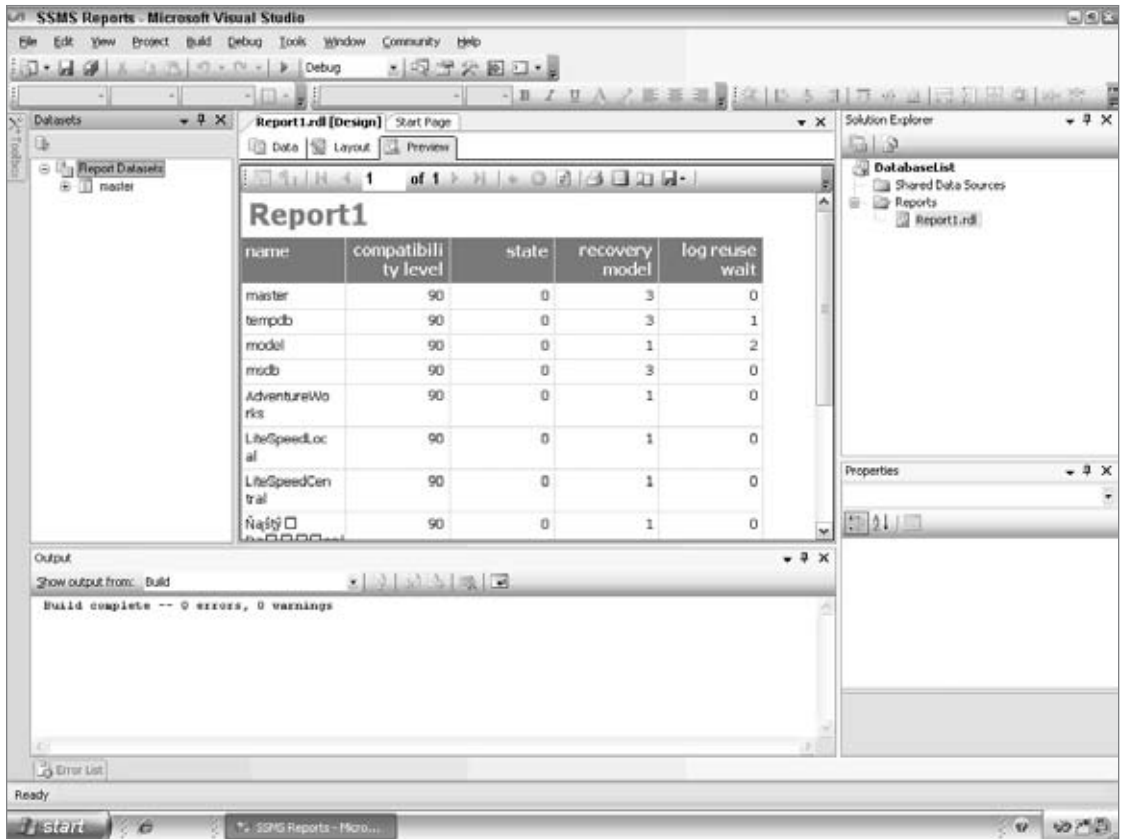 SSMS Reports - Microsoft Visual Studio
File Edit View Project Build Debug Tools Window Community Help
Debug
Toolbox
Datasets
Report Datasets
master
Report1.rdl [Design] Start Page
Data Layout Preview
1 of 1
Report1
name compatibili ty level state recovery model log reuse wait
master 90 0 3 0
tempdb 90 0 3 1
model 90 0 1 2
msdb 90 0 3 0
AdventureWo
rks 90 0 1 0
LiteSpeedLoc
al 90 0 1 0
LiteSpeedCen
tral 90 0 1 0
90 0 1 0
Solution Explorer
DatabaseList
Shared Data Sources
Reports
Report1.rdl
Properties
Output
Show output from: Build
Build complete -- 0 errors, 0 warnings
Error List
Ready
start
SSMS Reports - Micro...